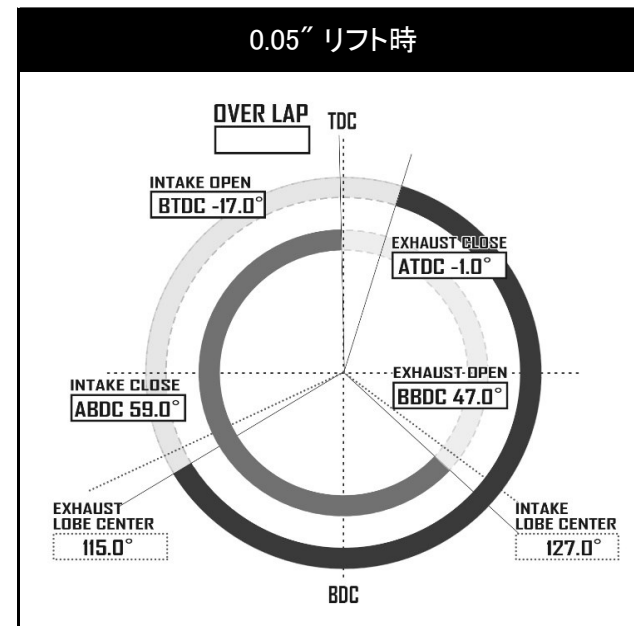 0.05″ リフト時
OVER LAP
TDC
INTAKE OPEN
BTDC -17.0°
EXHAUST CLOSE
ATDC -1.0°
INTAKE CLOSE
ABDC 59.0°
EXHAUST OPEN
BBDC 47.0°
EXHAUST
LOBE CENTER
115.0°
INTAKE
LOBE CENTER
127.0°
BDC